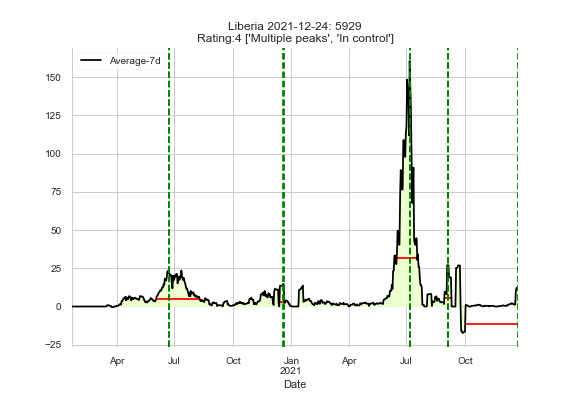 Liberia 2021-12-24: 5929
Rating:4 ['Multiple peaks', 'In control']
Average-7d
150
125
100
75
50
25
0
−25
Apr
Jul
Oct
Jan
2021
Apr
Jul
Oct
Date